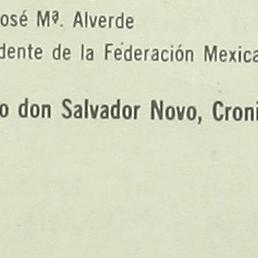 osé Mª. Alverde
dente de la Federación Mexica
o don Salvador Novo, Croni